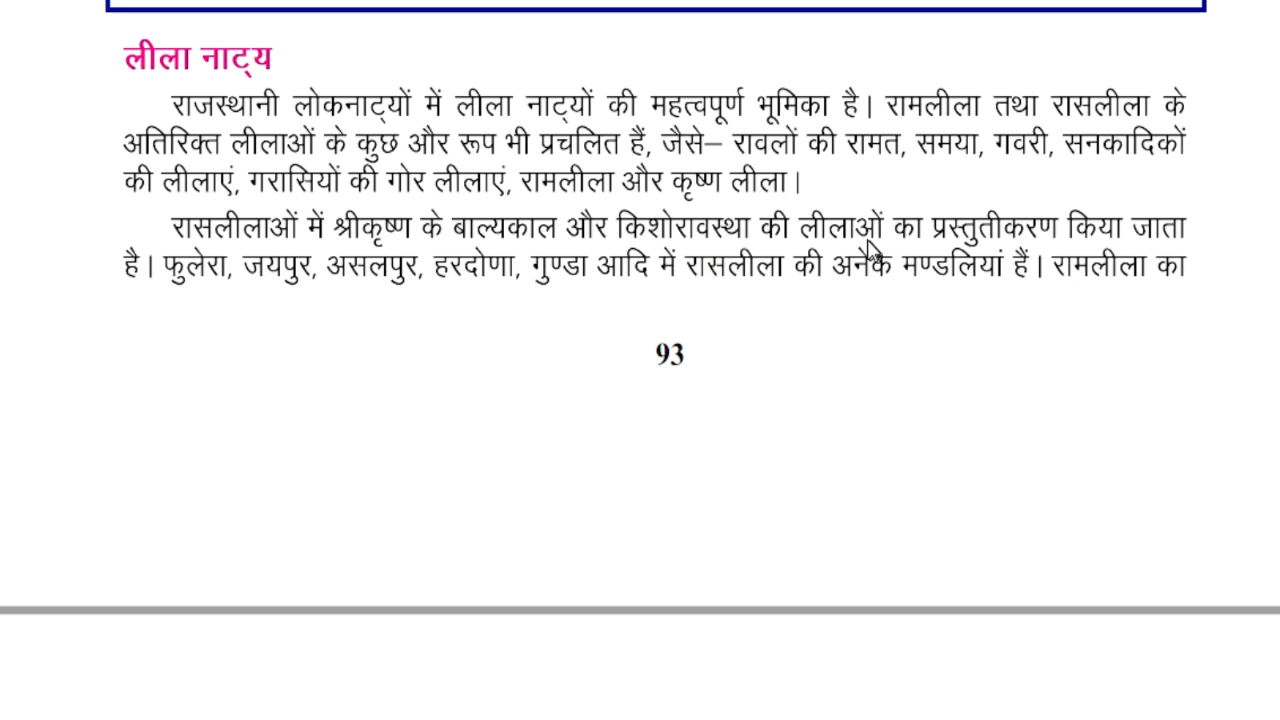 लीला नाट्य
राजस्थानी लोकनाट्यों में लीला नाट्यों की महत्वपूर्ण भूमिका है। रामलीला तथा रासलीला के
अतिरिक्त लीलाओं के कुछ और रूप भी प्रचलित हैं, जैसे– रावलों की रामत, समया, गवरी, सनकादिकों
की लीलाएं, गरासियों की गोर लीलाएं, रामलीला और कृष्ण लीला।
रासलीलाओं में श्रीकृष्ण के बाल्यकाल और किशोरावस्था की लीलाओं का प्रस्तुतीकरण किया जाता
है। फुलेरा, जयपुर, असलपुर, हरदोणा, गुण्डा आदि में रासलीला की अनेक मण्डलियां हैं। रामलीला का
93